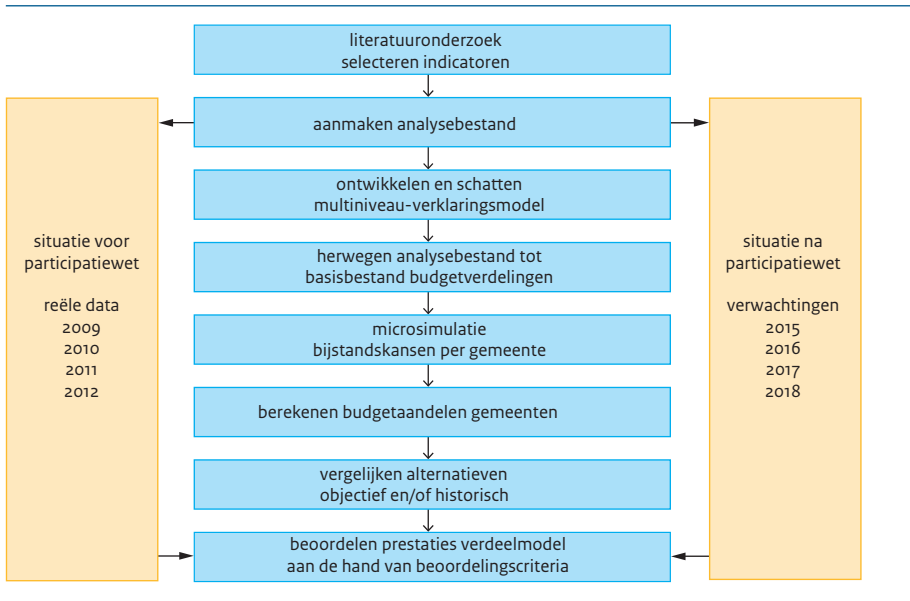 literatuuronderzoek
selecteren indicatoren
aanmaken analysebestand
ontwikkelen en schatten
multiniveau-verklaringsmodel
herwegen analysebestand tot
basisbestand budgetverdelingen
microsimulatie
bijstandskansen per gemeente
berekenen budgetaandelen gemeenten
vergelijken alternatieven
objectief en/of historisch
beoordelen prestaties verdeelmodel
aan de hand van beoordelingscriteria
situatie voor
participatiewet
reële data
2009
2010
2011
2012
situatie na
participatiewet
verwachtingen
2015
2016
2017
2018